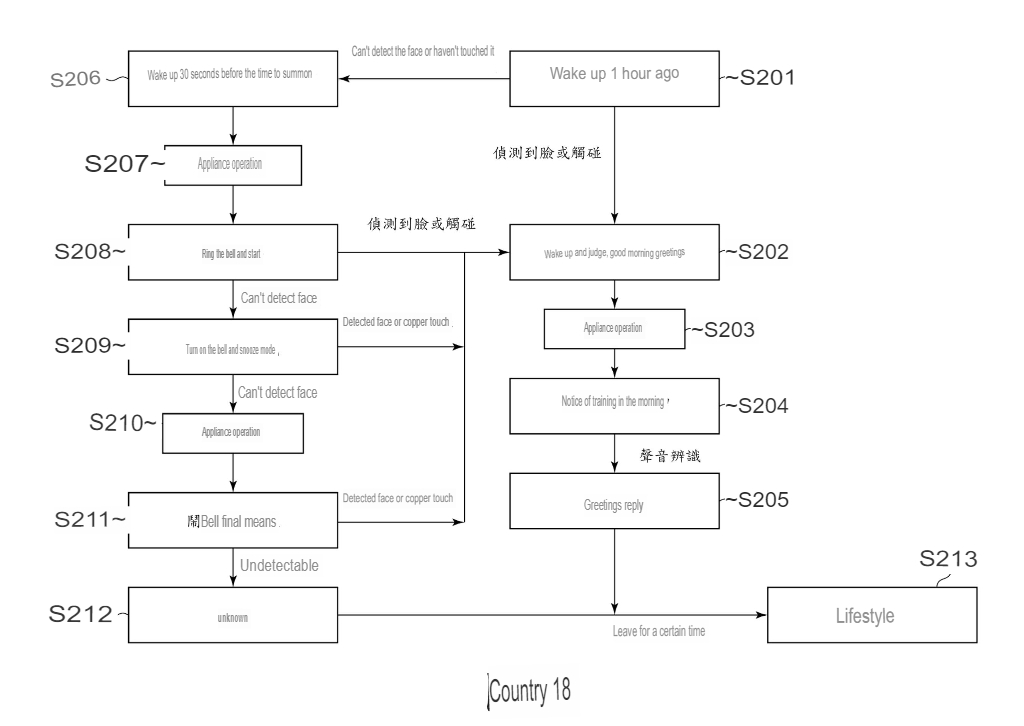 Can't detect the face or haven't touched it
S206
Wake up 30 seconds before the time to summon
Wake up 1 hour ago
~S201
S207~
Appliance operation
偵測到臉或觸碰
偵測到臉或觸碰
S208~
Ring the bell and start
Wake up and judge, good morning greetings
~S202
Can't detect face
Detected face or copper touch .
Appliance operation
~S203
S209~
Turn on the bell and snooze mode ,
Can't detect face
Notice of training in the morning ,
~S204
S210~
Appliance operation
聲音辨識
Detected face or copper touch
Greetings reply
~S205
S211~
鬧Bell final means .
Undetectable
S213
S212
unknown
Lifestyle
Leave for a certain time
Country 18